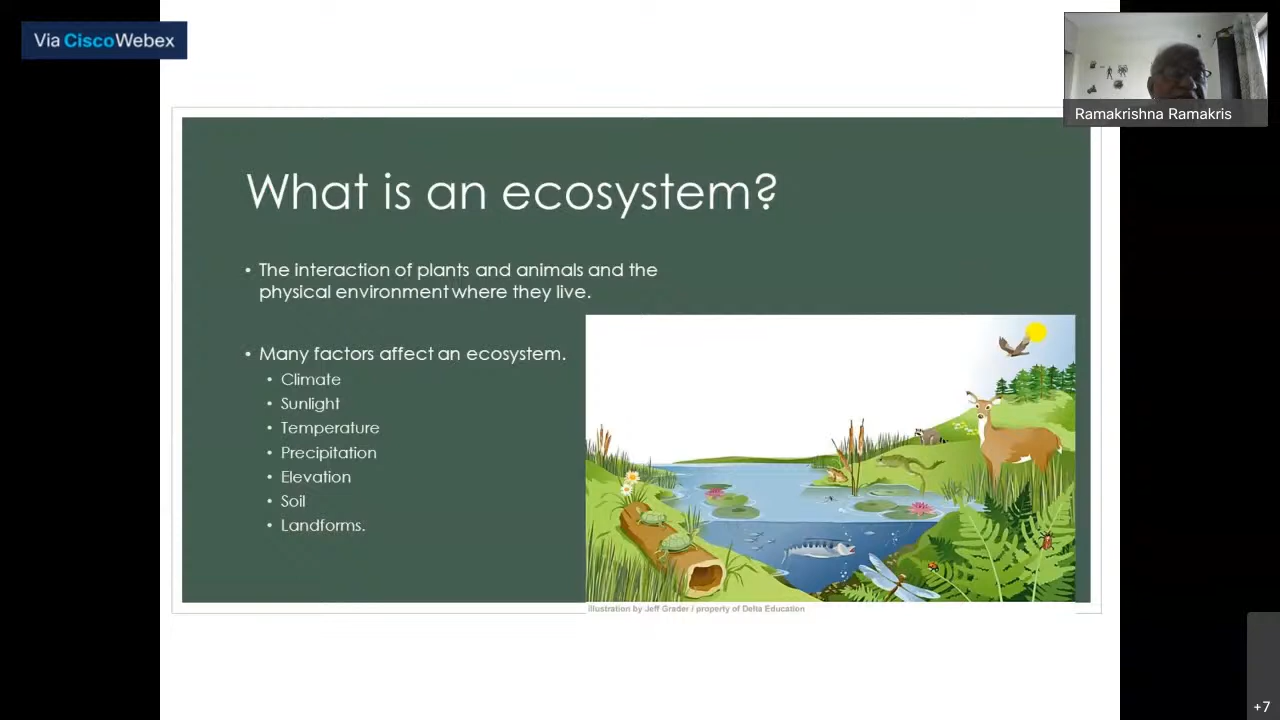 Via Cisco Webex
Ramakrishna Ramakris
What is an ecosystem?
• The interaction of plants and animals and the
physical environment where they live.
• Many factors affect an ecosystem.
• Climate
• Sunlight
• Temperature
• Precipitation
• Elevation
• Soil
• Landforms.
illustration by Jeff Grader / property of Delta Education
+7